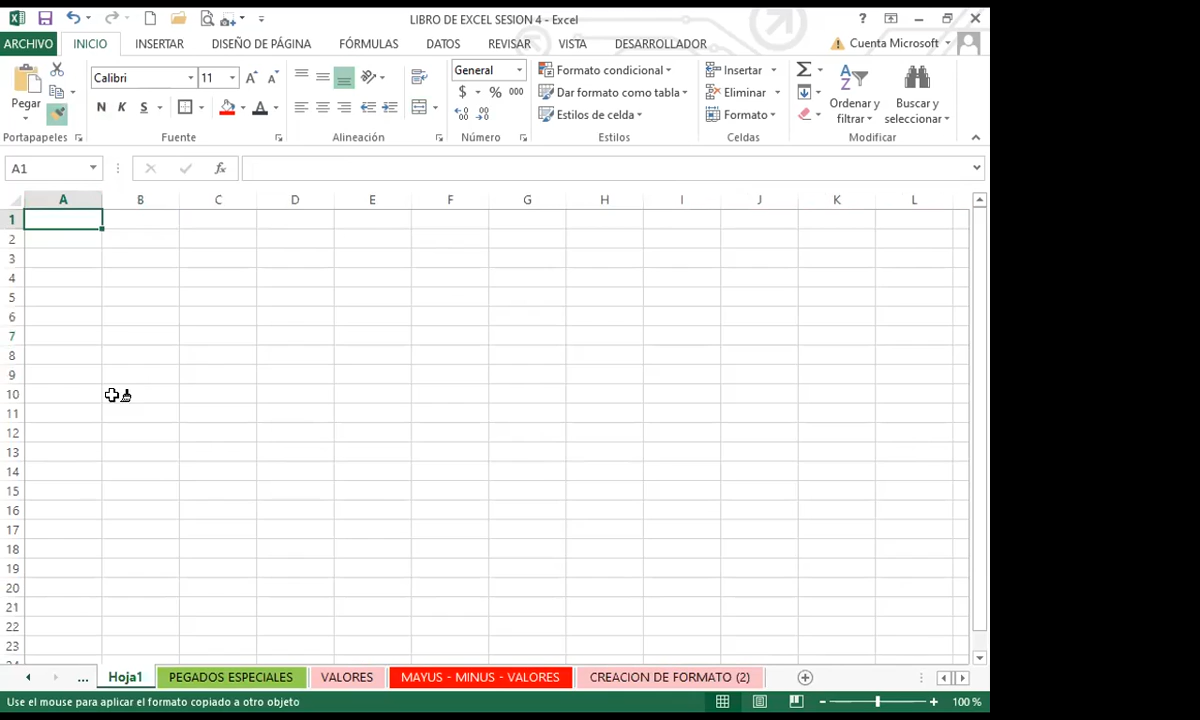 LIBRO DE EXCEL SESION 4 - Excel
?
ARCHIVO INICIO INSERTAR DISEÑO DE PÁGINA FÓRMULAS DATOS REVISAR VISTA DESARROLLADOR Cuenta Microsoft
Pegar
Calibri 11
N K S
General
$ % 000
Formato condicional
Dar formato como tabla
Estilos de celda
Insertar
Eliminar
Formato
Ordenar y
filtrar
Buscar y
seleccionar
Portapapeles Fuente Alineación Número Estilos Celdas Modificar
A1 fx
A B C D E F G H I J K L
1
2
3
4
5
6
7
8
9
10
11
12
13
14
15
16
17
18
19
20
21
22
23
... Hoja1 PEGADOS ESPECIALES VALORES MAYUS - MINUS - VALORES CREACION DE FORMATO (2)
Use el mouse para aplicar el formato copiado a otro objeto 100 %